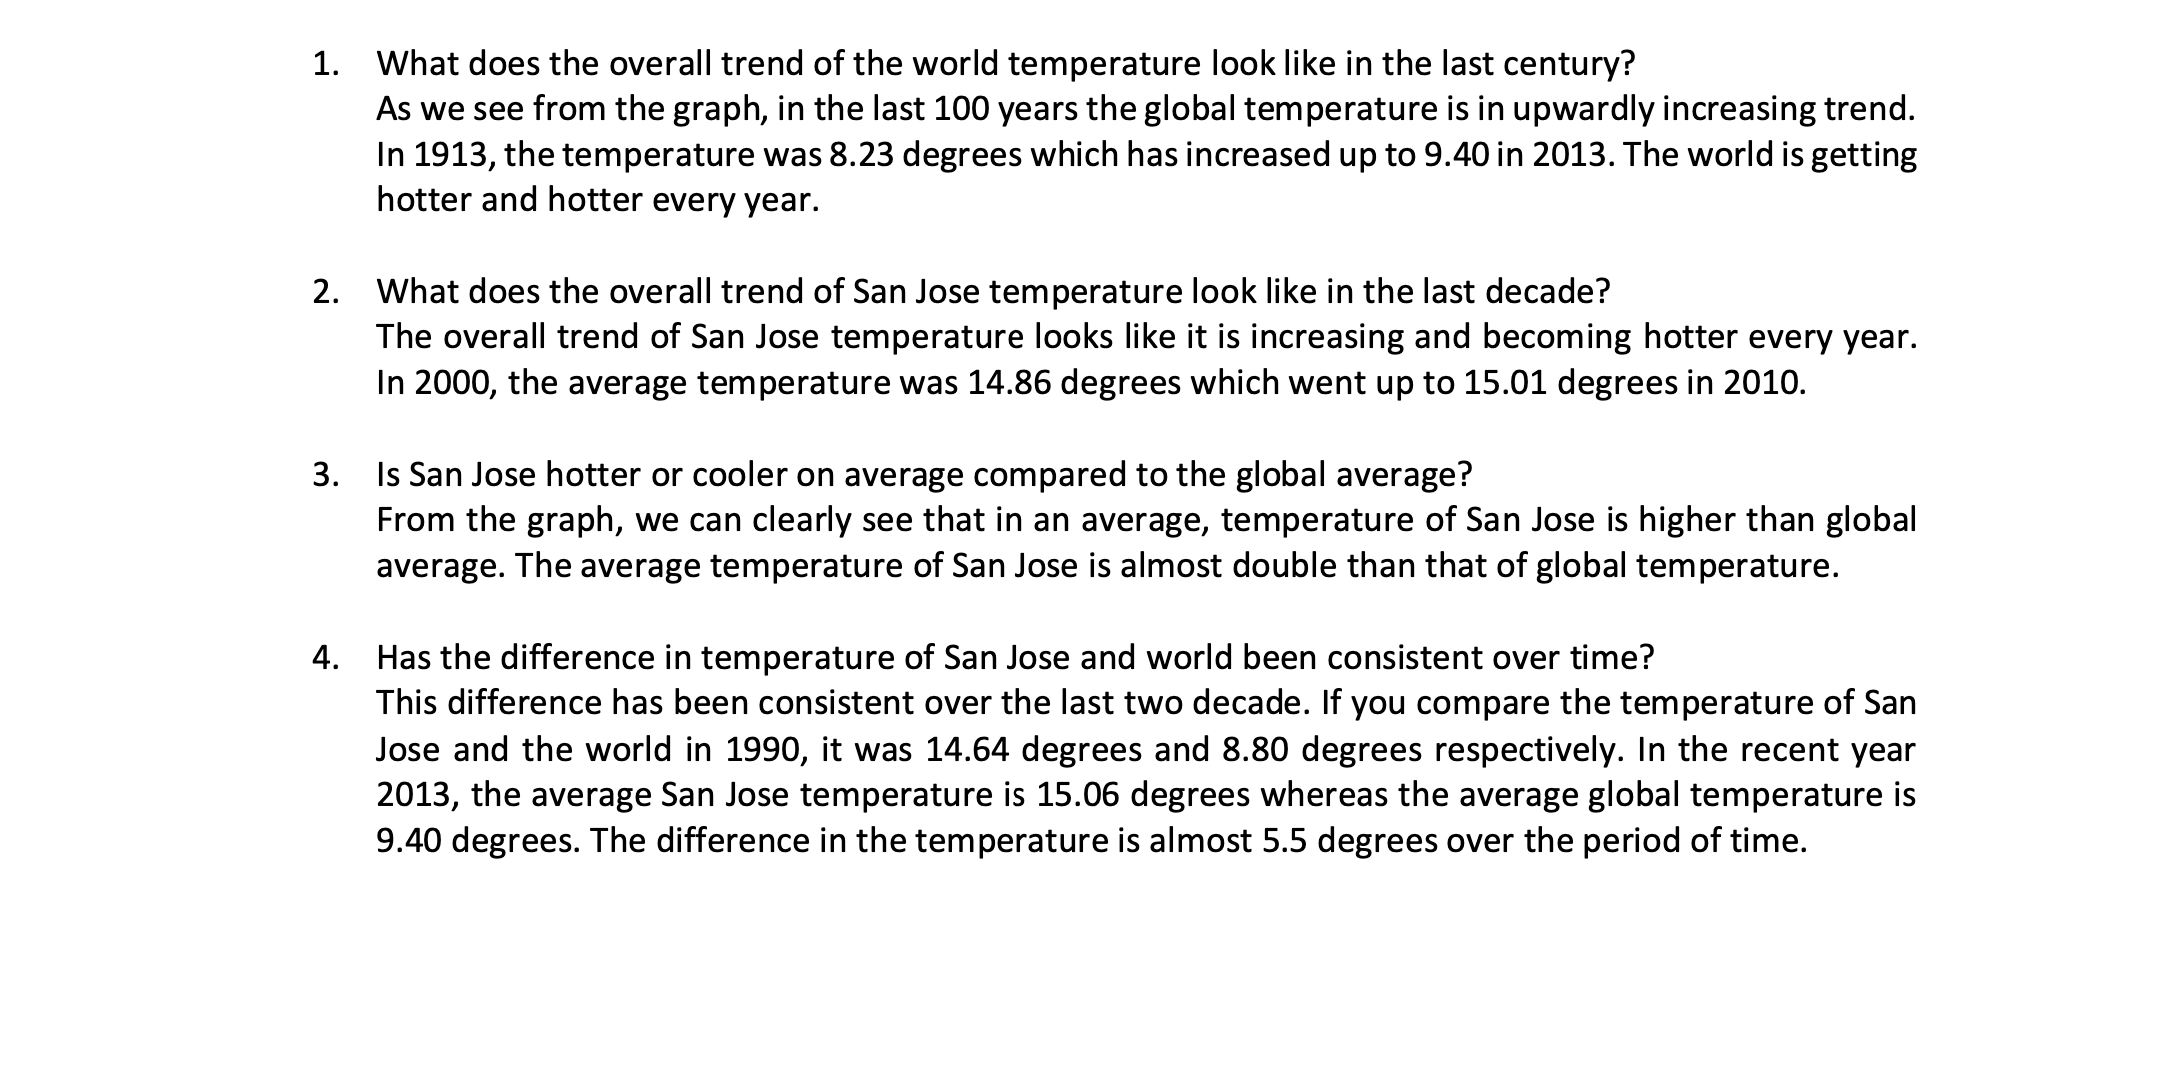 1. What does the overall trend of the world temperature look like in the last century?
As we see from the graph, in the last 100 years the global temperature is in upwardly increasing trend.
In 1913, the temperature was 8.23 degrees which has increased up to 9.40 in 2013. The world is getting
hotter and hotter every year.
2. What does the overall trend of San Jose temperature look like in the last decade?
The overall trend of San Jose temperature looks like it is increasing and becoming hotter every year.
In 2000, the average temperature was 14.86 degrees which went up to 15.01 degrees in 2010.
3. Is San Jose hotter or cooler on average compared to the global average?
From the graph, we can clearly see that in an average, temperature of San Jose is higher than global
average. The average temperature of San Jose is almost double than that of global temperature.
4. Has the difference in temperature of San Jose and world been consistent over time?
This difference has been consistent over the last two decade. If you compare the temperature of San
Jose and the world in 1990, it was 14.64 degrees and 8.80 degrees respectively. In the recent year
2013, the average San Jose temperature is 15.06 degrees whereas the average global temperature is
9.40 degrees. The difference in the temperature is almost 5.5 degrees over the period of time.